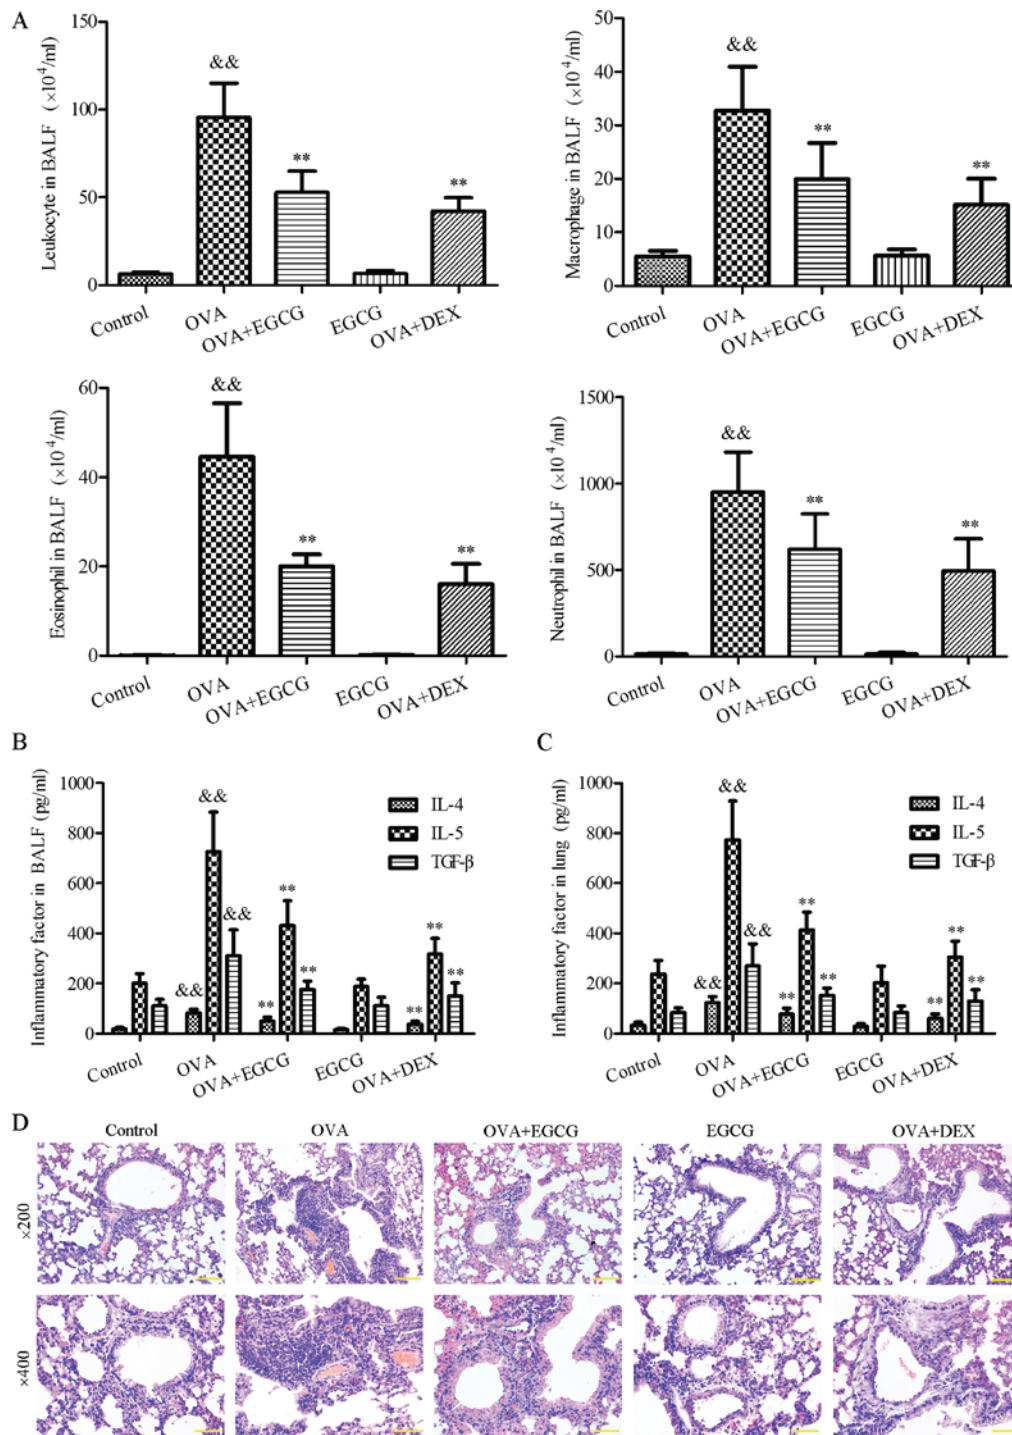 A
Leukocyte in BALF (×10⁴/ml)
150
100
50
0
&&
**
**
Control
OVA
OVA+EGCG
EGCG
OVA+DEX
Macrophage in BALF (×10⁴/ml)
50
40
30
20
10
0
&&
**
**
Control
OVA
OVA+EGCG
EGCG
OVA+DEX
Eosinophil in BALF (×10⁴/ml)
60
40
20
0
&&
**
**
Control
OVA
OVA+EGCG
EGCG
OVA+DEX
Neutrophil in BALF (×10⁴/ml)
1500
1000
500
0
&&
**
**
Control
OVA
OVA+EGCG
EGCG
OVA+DEX
B
Inflammatory factor in BALF (pg/ml)
1000
800
600
400
200
0
&&
&&
&&
**
**
**
**
**
**
IL-4
IL-5
TGF-β
Control
OVA
OVA+EGCG
EGCG
OVA+DEX
C
Inflammatory factor in lung (pg/ml)
1000
800
600
400
200
0
&&
&&
&&
**
**
**
**
**
**
IL-4
IL-5
TGF-β
Control
OVA
OVA+EGCG
EGCG
OVA+DEX
D
Control OVA OVA+EGCG EGCG OVA+DEX
×200
×400